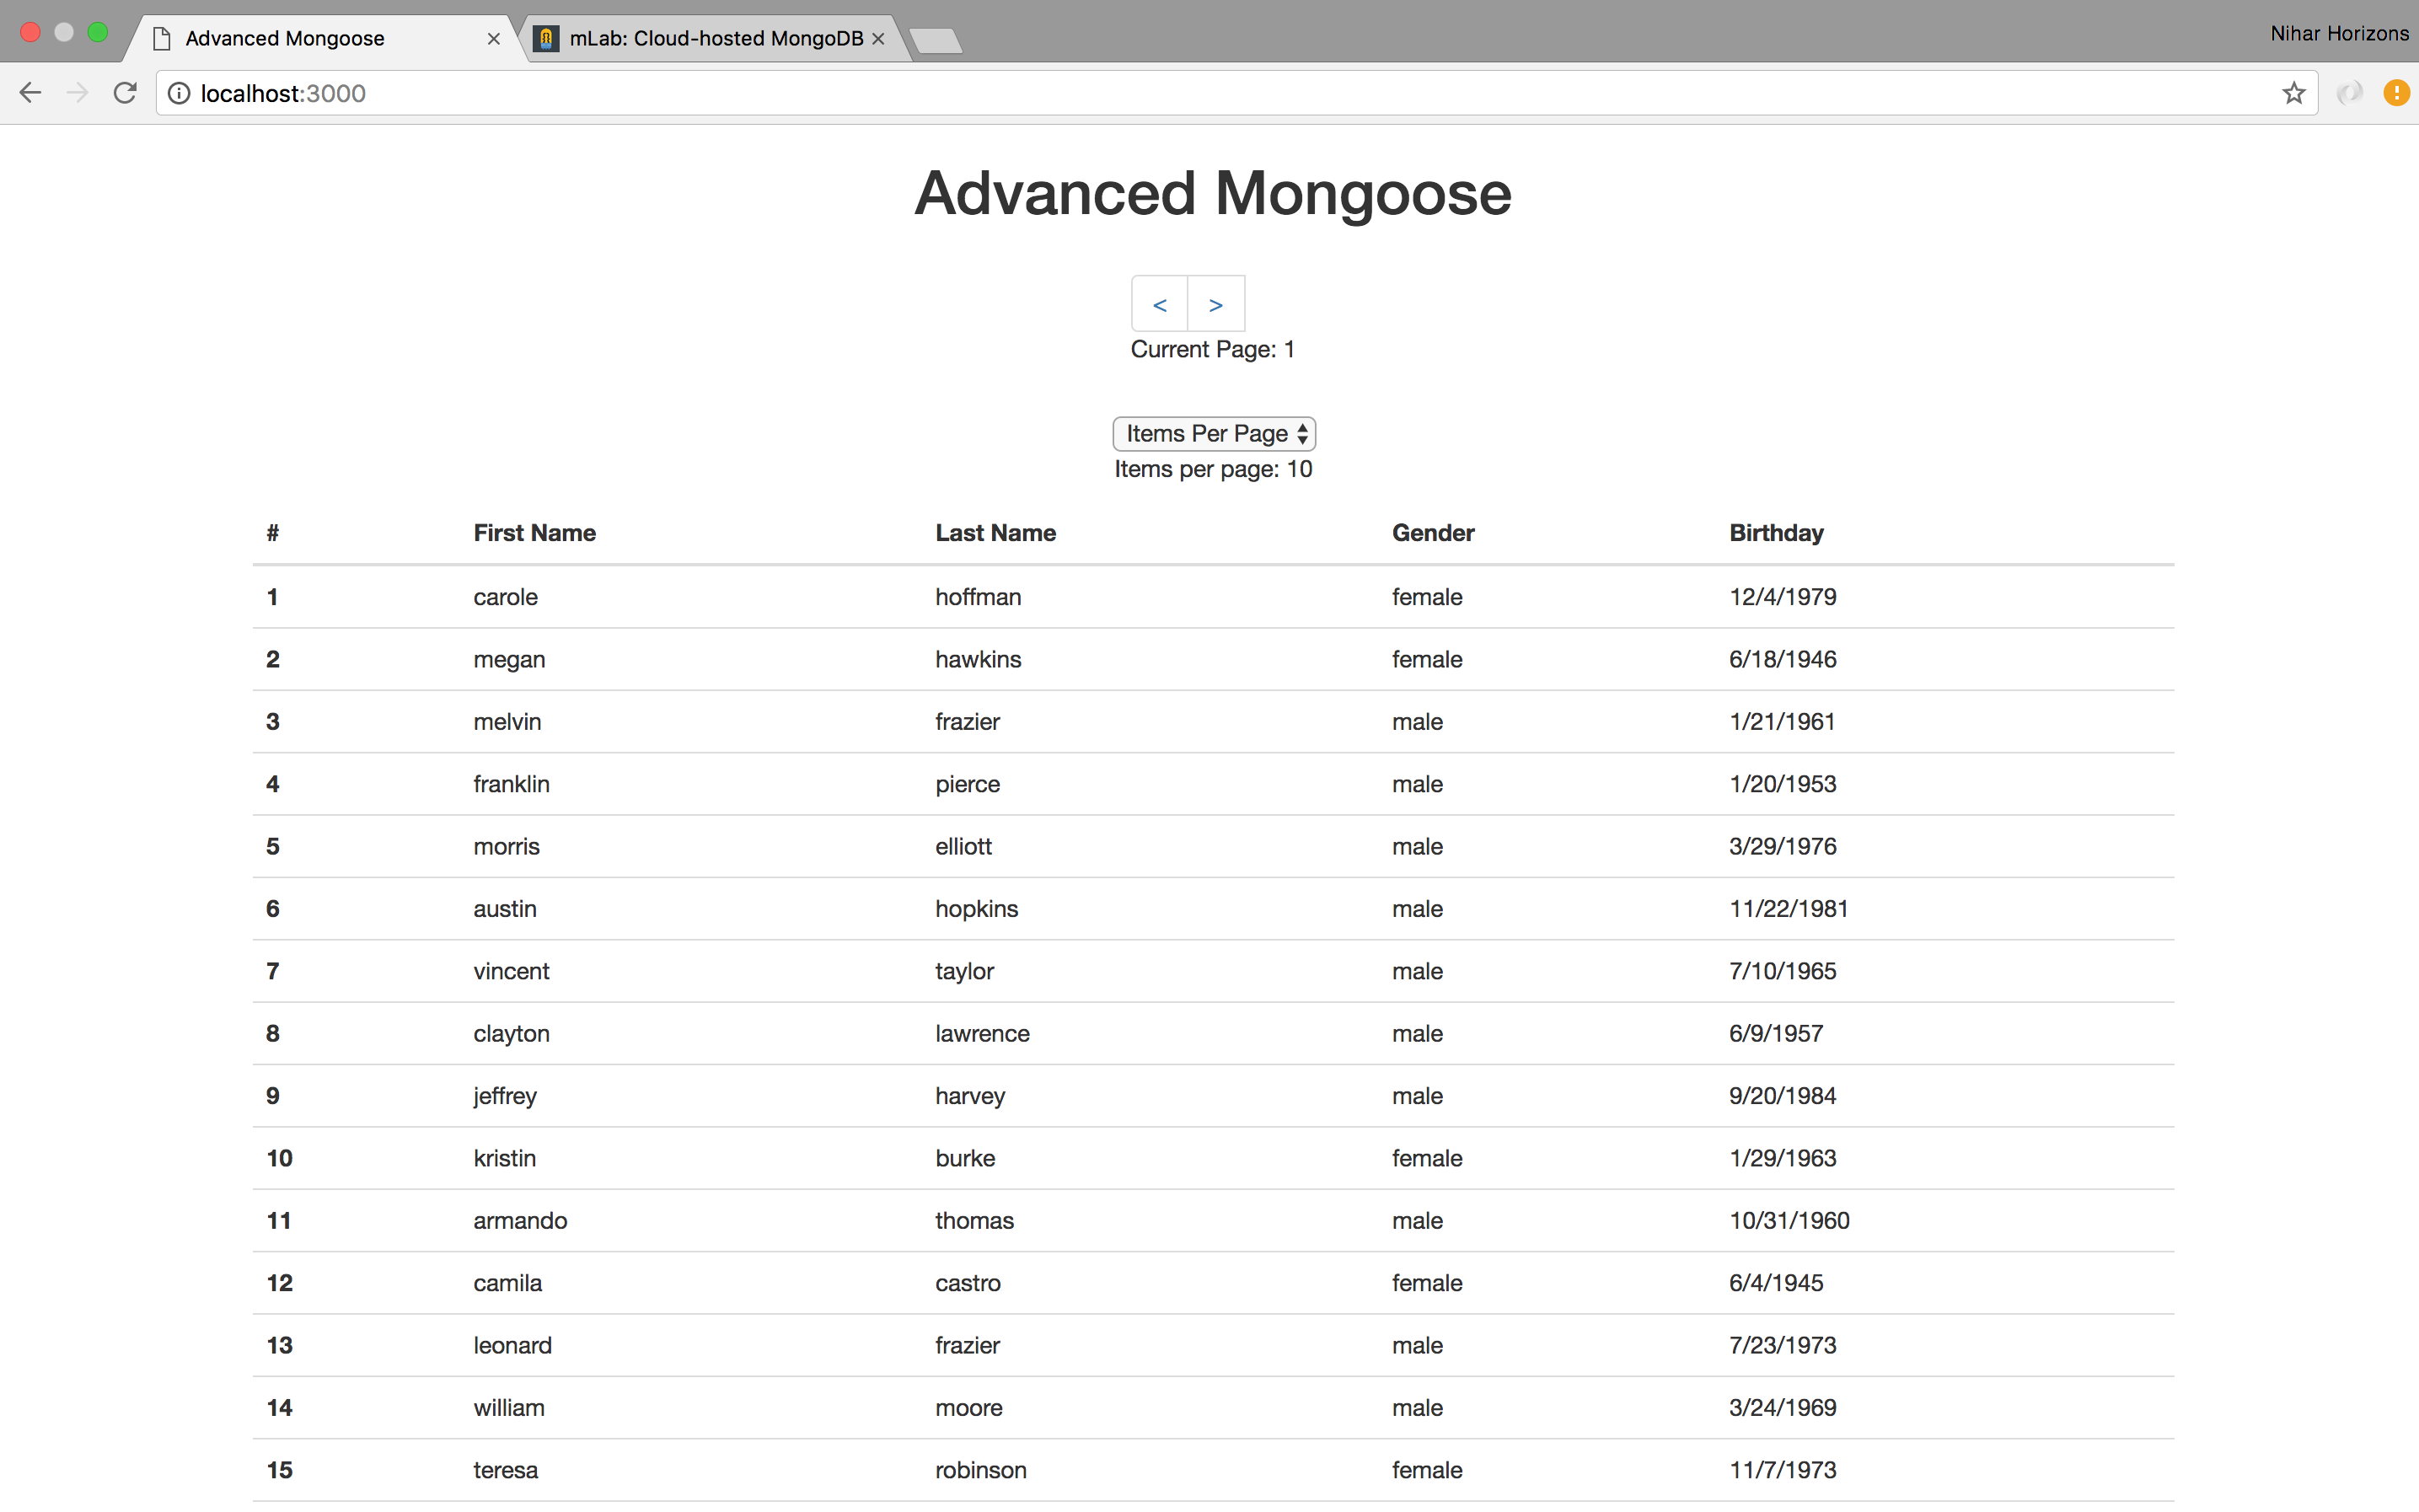 Advanced Mongoose
mLab: Cloud-hosted MongoDB
Nihar Horizons
localhost:3000
Advanced Mongoose
< >
Current Page: 1
Items Per Page
Items per page: 10
# First Name Last Name Gender Birthday
1 carole hoffman female 12/4/1979
2 megan hawkins female 6/18/1946
3 melvin frazier male 1/21/1961
4 franklin pierce male 1/20/1953
5 morris elliott male 3/29/1976
6 austin hopkins male 11/22/1981
7 vincent taylor male 7/10/1965
8 clayton lawrence male 6/9/1957
9 jeffrey harvey male 9/20/1984
10 kristin burke female 1/29/1963
11 armando thomas male 10/31/1960
12 camila castro female 6/4/1945
13 leonard frazier male 7/23/1973
14 william moore male 3/24/1969
15 teresa robinson female 11/7/1973